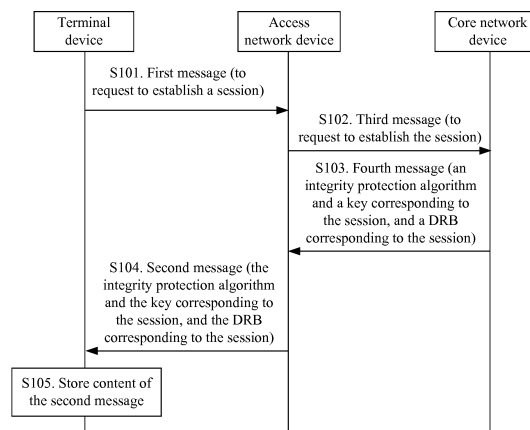 Terminal
device
Access
network device
Core network
device
S101. First message (to
request to establish a session)
S102. Third message (to
request to establish the session)
S103. Fourth message (an
integrity protection algorithm
and a key corresponding to
the session, and a DRB
corresponding to the session)
S104. Second message (the
integrity protection algorithm
and the key corresponding to
the session, and the DRB
corresponding to the session)
S105. Store content of
the second message